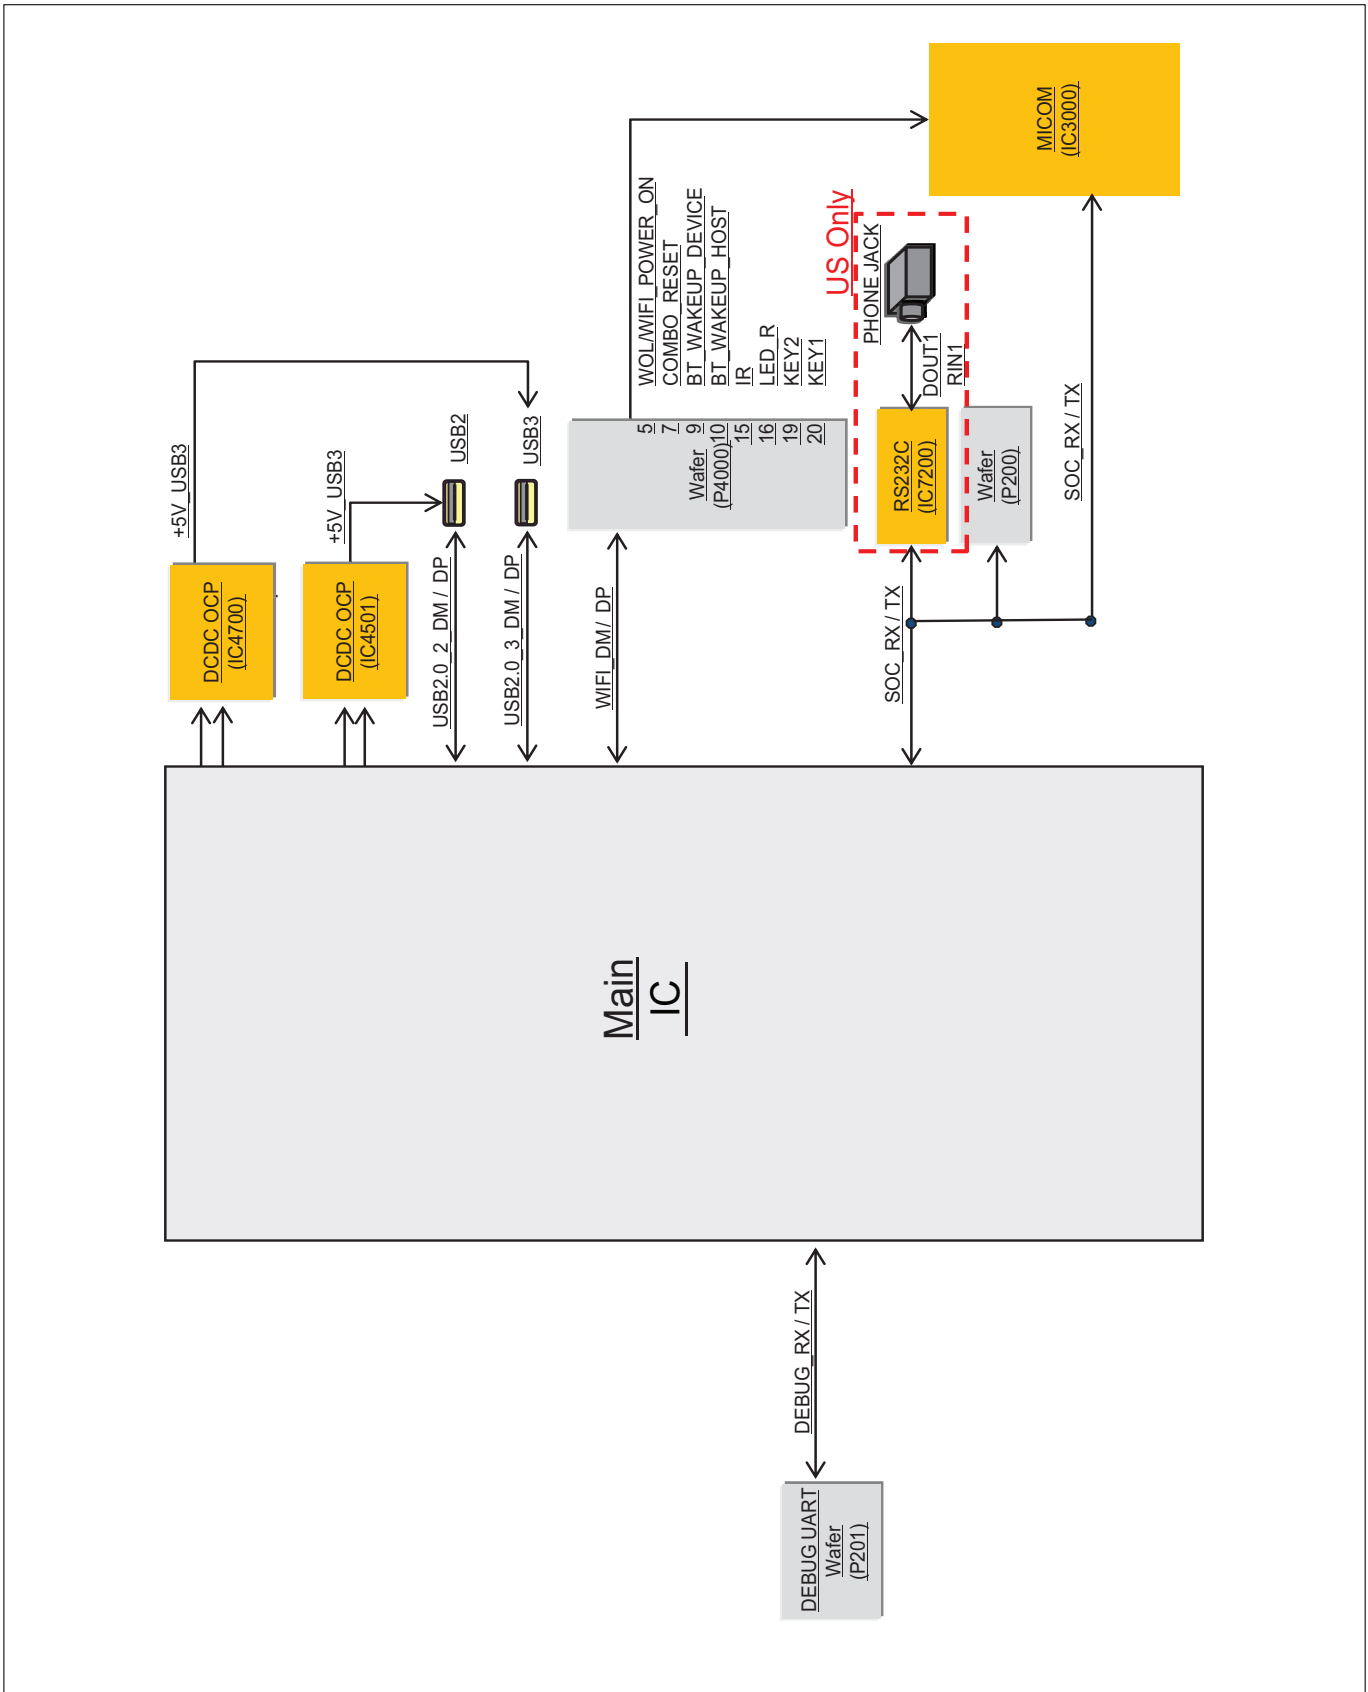 DEBUG UART
Wafer
(P201)
DEBUG_RX / TX
Main
IC
DCDC OCP
(IC4700)
+5V_USB3
DCDC OCP
(IC4501)
+5V_USB3
USB2.0_2_DM / DP
USB2
USB2.0_3_DM / DP
USB3
WIFI_DM / DP
Wafer
(P4000)
5 WOL/WIFI_POWER_ON
7 COMBO_RESET
9 BT_WAKEUP_DEVICE
10 BT_WAKEUP_HOST
15 IR
16 LED_R
19 KEY2
20 KEY1
US Only
PHONE JACK
SOC_RX / TX
RS232C
(IC7200)
DOUT1
RIN1
Wafer
(P200)
SOC_RX / TX
MICOM
(IC3000)